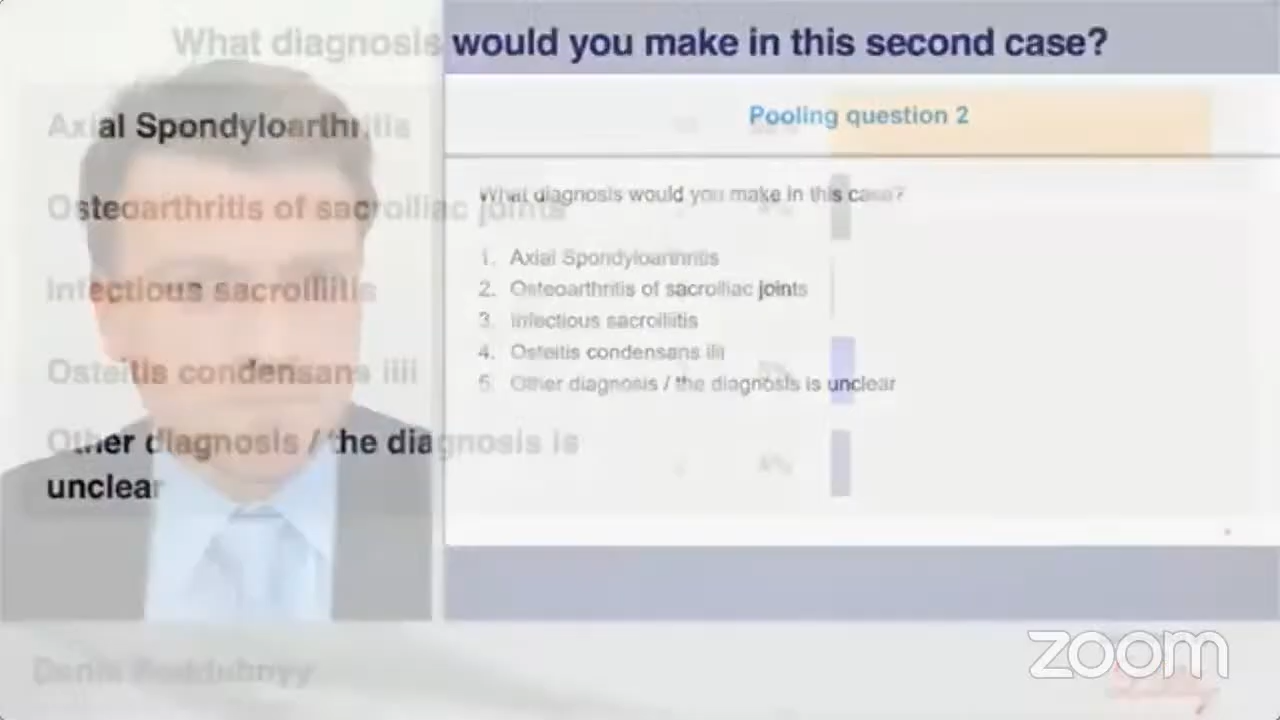 What diagnosis would you make in this second case?
Pooling question 2
Axial Spondyloarthritis
Osteoarthritis of sacroiliac joints
Infectious sacroiliitis
Osteitis condensans ilii
Other diagnosis / the diagnosis is
unclear
What diagnosis would you make in this case?
1. Axial Spondyloarthritis
2. Osteoarthritis of sacroiliac joints
3. Infectious sacroiliitis
4. Osteitis condensans ilii
5. Other diagnosis / the diagnosis is unclear
4%
Denis Poddubnyy
zoom